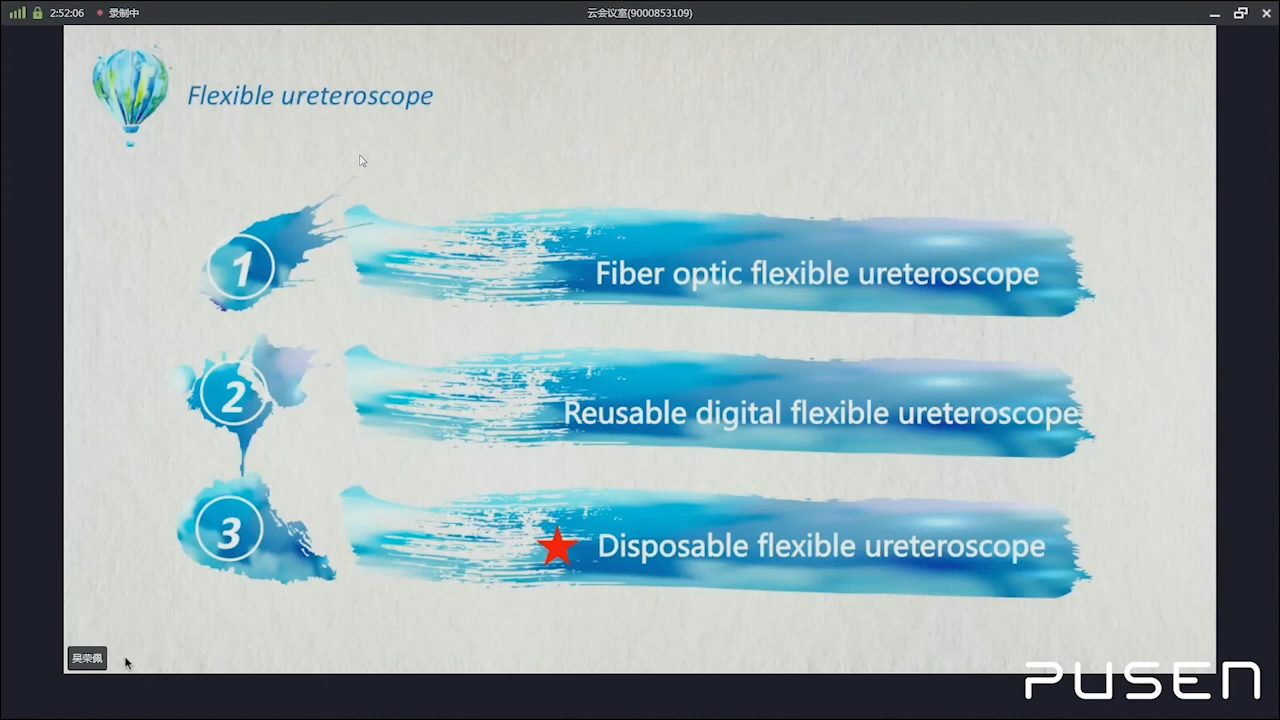 2:52:06 录制中
云会议室(9000853109)
Flexible ureteroscope
1
Fiber optic flexible ureteroscope
2
Reusable digital flexible ureteroscope
3
Disposable flexible ureteroscope
吴荣佩
PUSEN